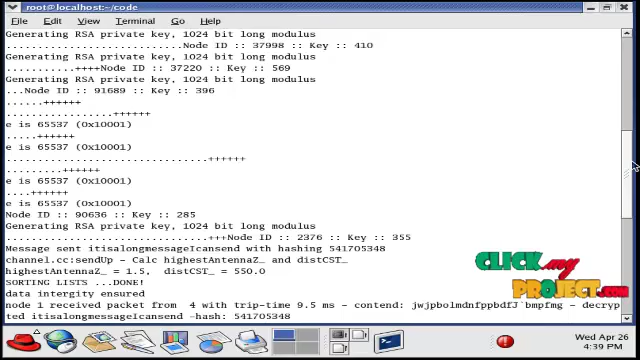 root@localhost:~/code
File Edit View Terminal Go Help
Generating RSA private key, 1024 bit long modulus
..............................Node ID :: 37998 :: Key :: 410
Generating RSA private key, 1024 bit long modulus
............++++Node ID :: 37220 :: Key :: 569
Generating RSA private key, 1024 bit long modulus
...Node ID :: 91689 :: Key :: 396
......++++++
..................++++++
e is 65537 (0x10001)
.....++++++
e is 65537 (0x10001)
..................................++++++
.........++++++
e is 65537 (0x10001)
....++++++
e is 65537 (0x10001)
Node ID :: 90636 :: Key :: 285
Generating RSA private key, 1024 bit long modulus
..................................+++Node ID :: 2376 :: Key :: 355
Message sent itisalongmessageIcansend with hashing 541705348
channel.cc:sendUp - Calc highestAntennaZ_ and distCST_
highestAntennaZ_ = 1.5, distCST_ = 550.0
SORTING LISTS ...DONE!
data intergity ensured
node 1 received packet from 4 with trip-time 9.5 ms - contend: jwjpbolmdnfppbdfJ`bmpfmg - decryp
ted itisalongmessageIcansend -hash: 541705348
CLICK my
PROJECT.com
Wed Apr 26
4:39 PM